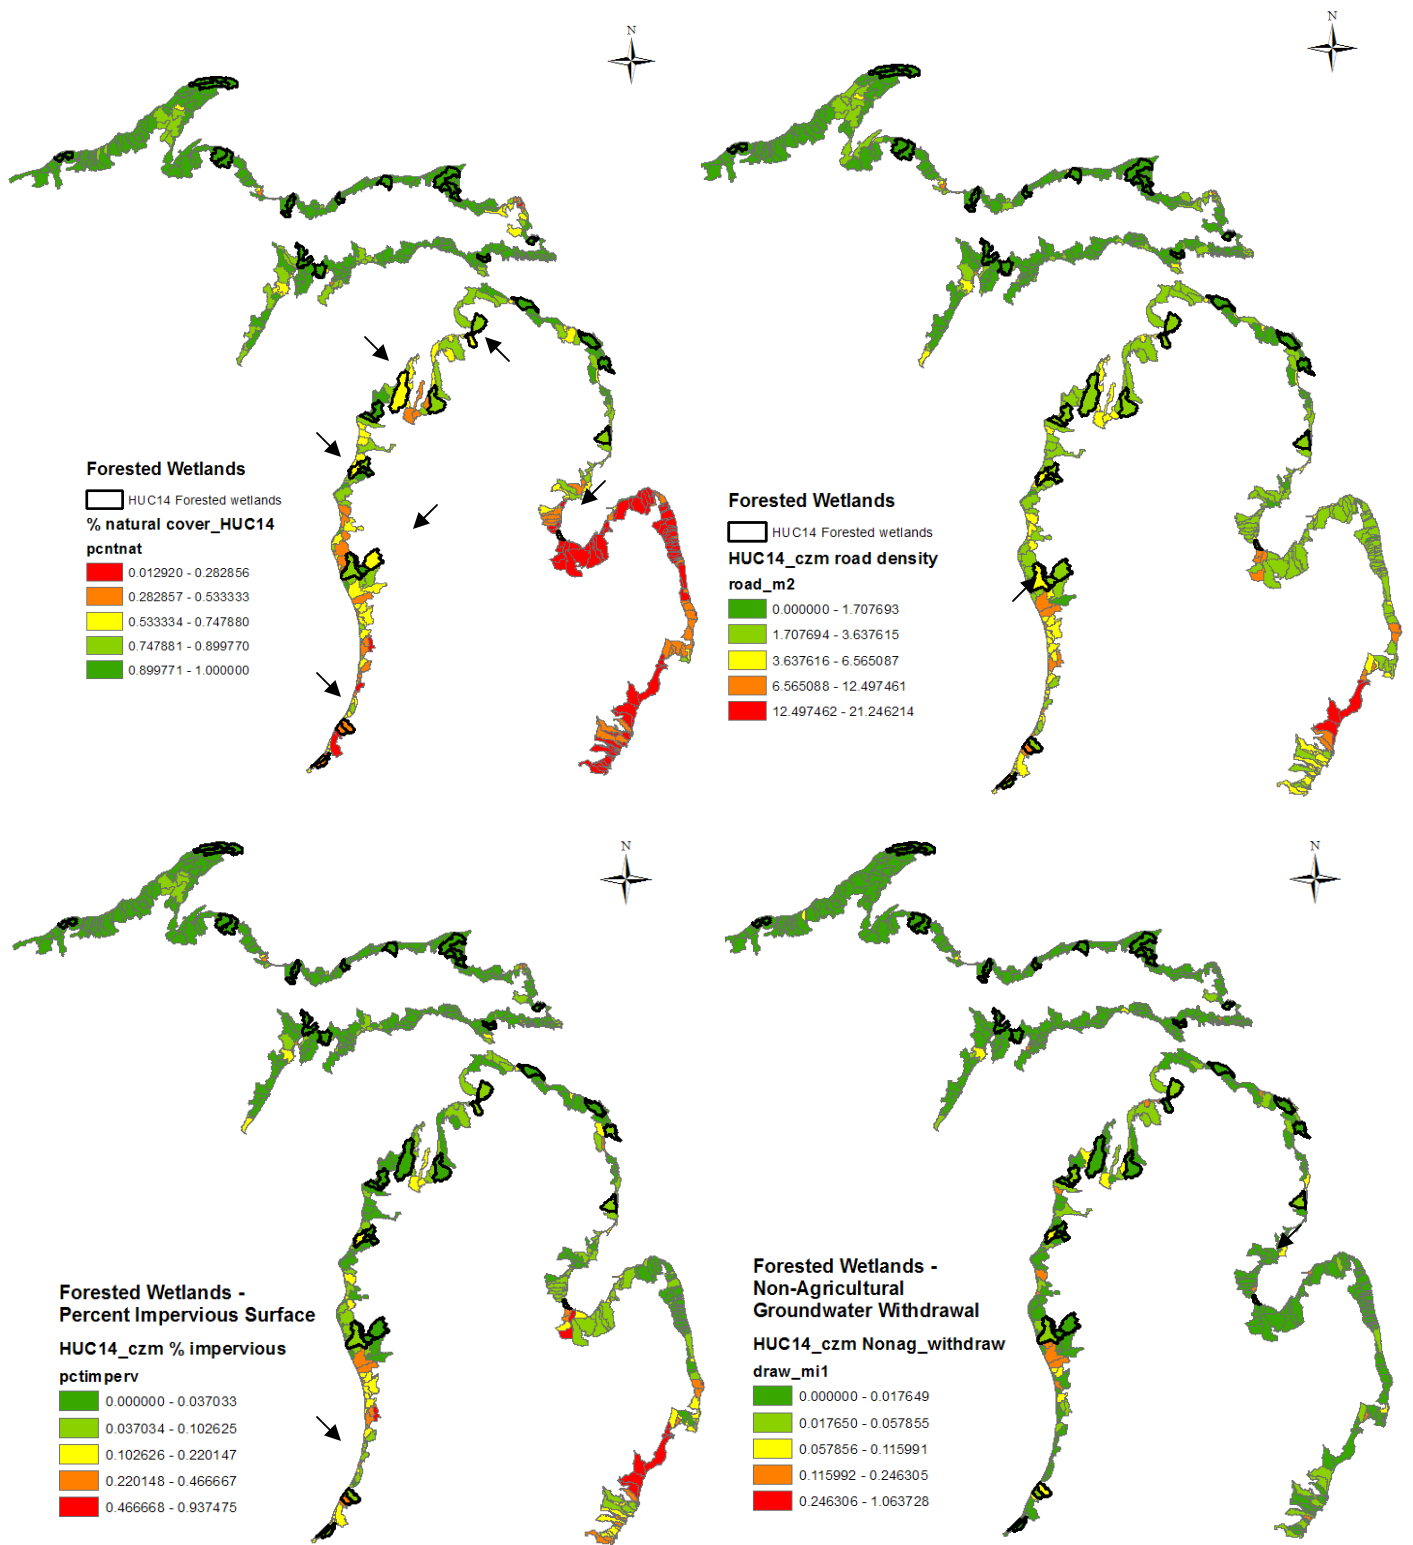 N
Forested Wetlands
HUC14 Forested wetlands
% natural cover_HUC14
pcntnat
0.012920 - 0.282856
0.282857 - 0.533333
0.533334 - 0.747880
0.747881 - 0.899770
0.899771 - 1.000000
N
Forested Wetlands
HUC14 Forested wetlands
HUC14_czm road density
road_m2
0.000000 - 1.707693
1.707694 - 3.637615
3.637616 - 6.565087
6.565088 - 12.497461
12.497462 - 21.246214
N
Forested Wetlands -
Percent Impervious Surface
HUC14_czm % impervious
pctimperv
0.000000 - 0.037033
0.037034 - 0.102625
0.102626 - 0.220147
0.220148 - 0.466667
0.466668 - 0.937475
N
Forested Wetlands -
Non-Agricultural
Groundwater Withdrawal
HUC14_czm Nonag_withdraw
draw_mi1
0.000000 - 0.017649
0.017650 - 0.057855
0.057856 - 0.115991
0.115992 - 0.246305
0.246306 - 1.063728